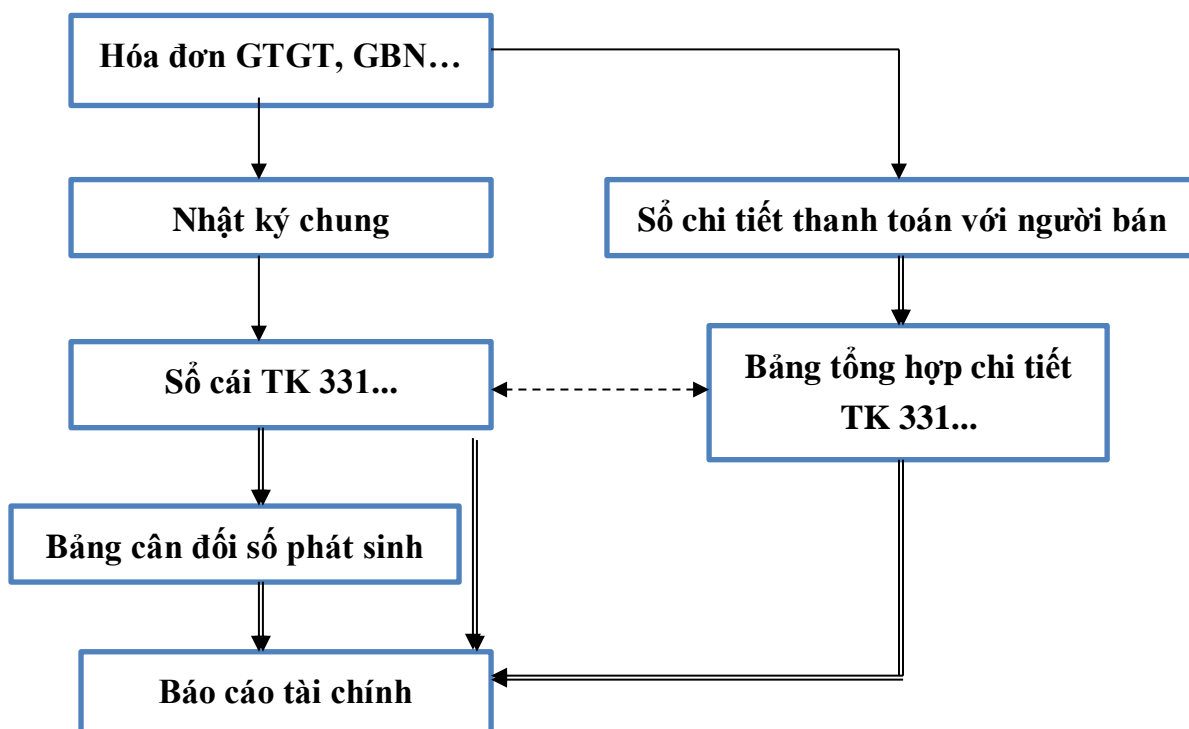 Hóa đơn GTGT, GBN…
Nhật ký chung
Sổ chi tiết thanh toán với người bán
Sổ cái TK 331...
Bảng tổng hợp chi tiết
TK 331...
Bảng cân đối số phát sinh
Báo cáo tài chính